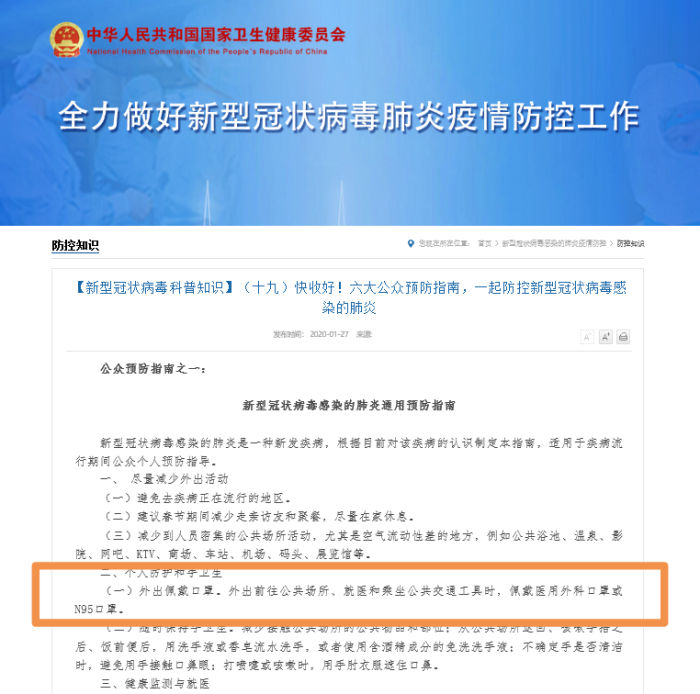 中华人民共和国国家卫生健康委员会
National Health Commission of the People's Republic of China
全力做好新型冠状病毒肺炎疫情防控工作
防控知识
您现在所在位置： 首页 > 新型冠状病毒感染的肺炎疫情防控 > 防控知识
【新型冠状病毒科普知识】（十九）快收好！六大公众预防指南，一起防控新型冠状病毒感
染的肺炎
发布时间： 2020-01-27 来源:
A- A+
公众预防指南之一：
新型冠状病毒感染的肺炎通用预防指南
新型冠状病毒感染的肺炎是一种新发疾病，根据目前对该疾病的认识制定本指南，适用于疾病流
行期间公众个人预防指导。
一、 尽量减少外出活动
（一）避免去疾病正在流行的地区。
（二）建议春节期间减少走亲访友和聚餐，尽量在家休息。
（三）减少到人员密集的公共场所活动，尤其是空气流动性差的地方，例如公共浴池、温泉、影
院、网吧、KTV、商场、车站、机场、码头、展览馆等。
二、个人防护和手卫生
（一）外出佩戴口罩。外出前往公共场所、就医和乘坐公共交通工具时，佩戴医用外科口罩或
N95口罩。
（二）随时保持手卫生。减少接触公共场所的公共物品和部位；从公共场所返回、咳嗽手捂之
后、饭前便后，用洗手液或香皂流水洗手，或者使用含酒精成分的免洗洗手液；不确定手是否清洁
时，避免用手接触口鼻眼；打喷嚏或咳嗽时，用手肘衣服遮住口鼻。
三、健康监测与就医